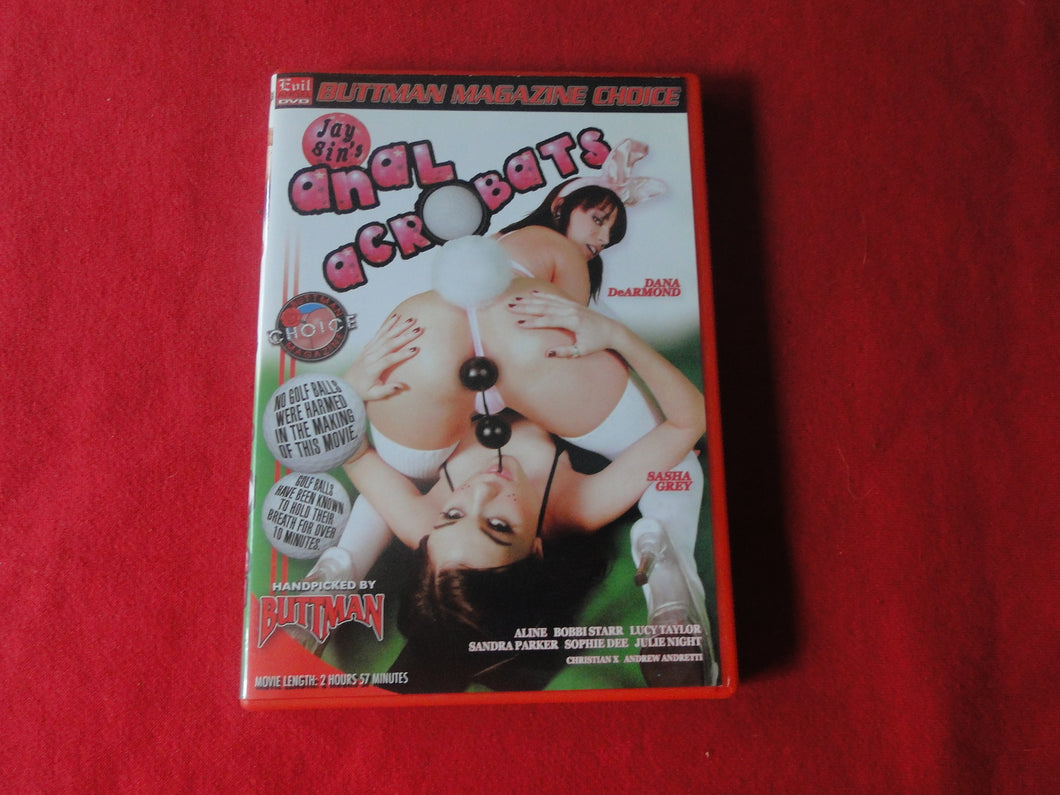 Evil
DVD
BUTTMAN MAGAZINE CHOICE
Jay
Sin's
anal
acrobats
DANA
DeARMOND
BUTTMAN
CHOICE
MAGAZINE
NO GOLF BALLS
WERE HARMED
IN THE MAKING
OF THIS MOVIE.
GOLF BALLS
HAVE BEEN KNOWN
TO HOLD THEIR
BREATH FOR OVER
10 MINUTES.
SASHA
GREY
HANDPICKED BY
BUTTMAN
ALINE BOBBI STARR LUCY TAYLOR
SANDRA PARKER SOPHIE DEE JULIE NIGHT
CHRISTIAN X ANDREW ANDRETTI
MOVIE LENGTH: 2 HOURS 57 MINUTES